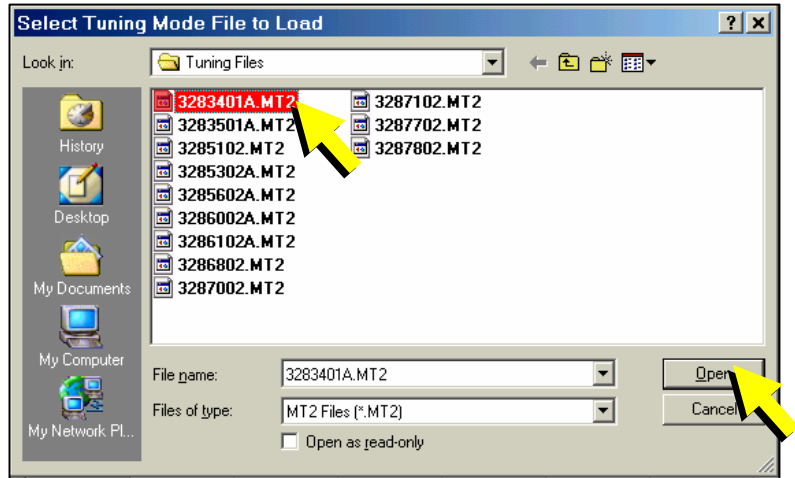 Select Tuning Mode File to Load
Look in:
Tuning Files
History
Desktop
My Documents
My Computer
My Network Pl...
3283401A.MT2
3283501A.MT2
3285102.MT2
3285302A.MT2
3285602A.MT2
3286002A.MT2
3286102A.MT2
3286802.MT2
3287002.MT2
3287102.MT2
3287702.MT2
3287802.MT2
File name:
3283401A.MT2
Open
Files of type:
MT2 Files (*.MT2)
Cancel
Open as read-only